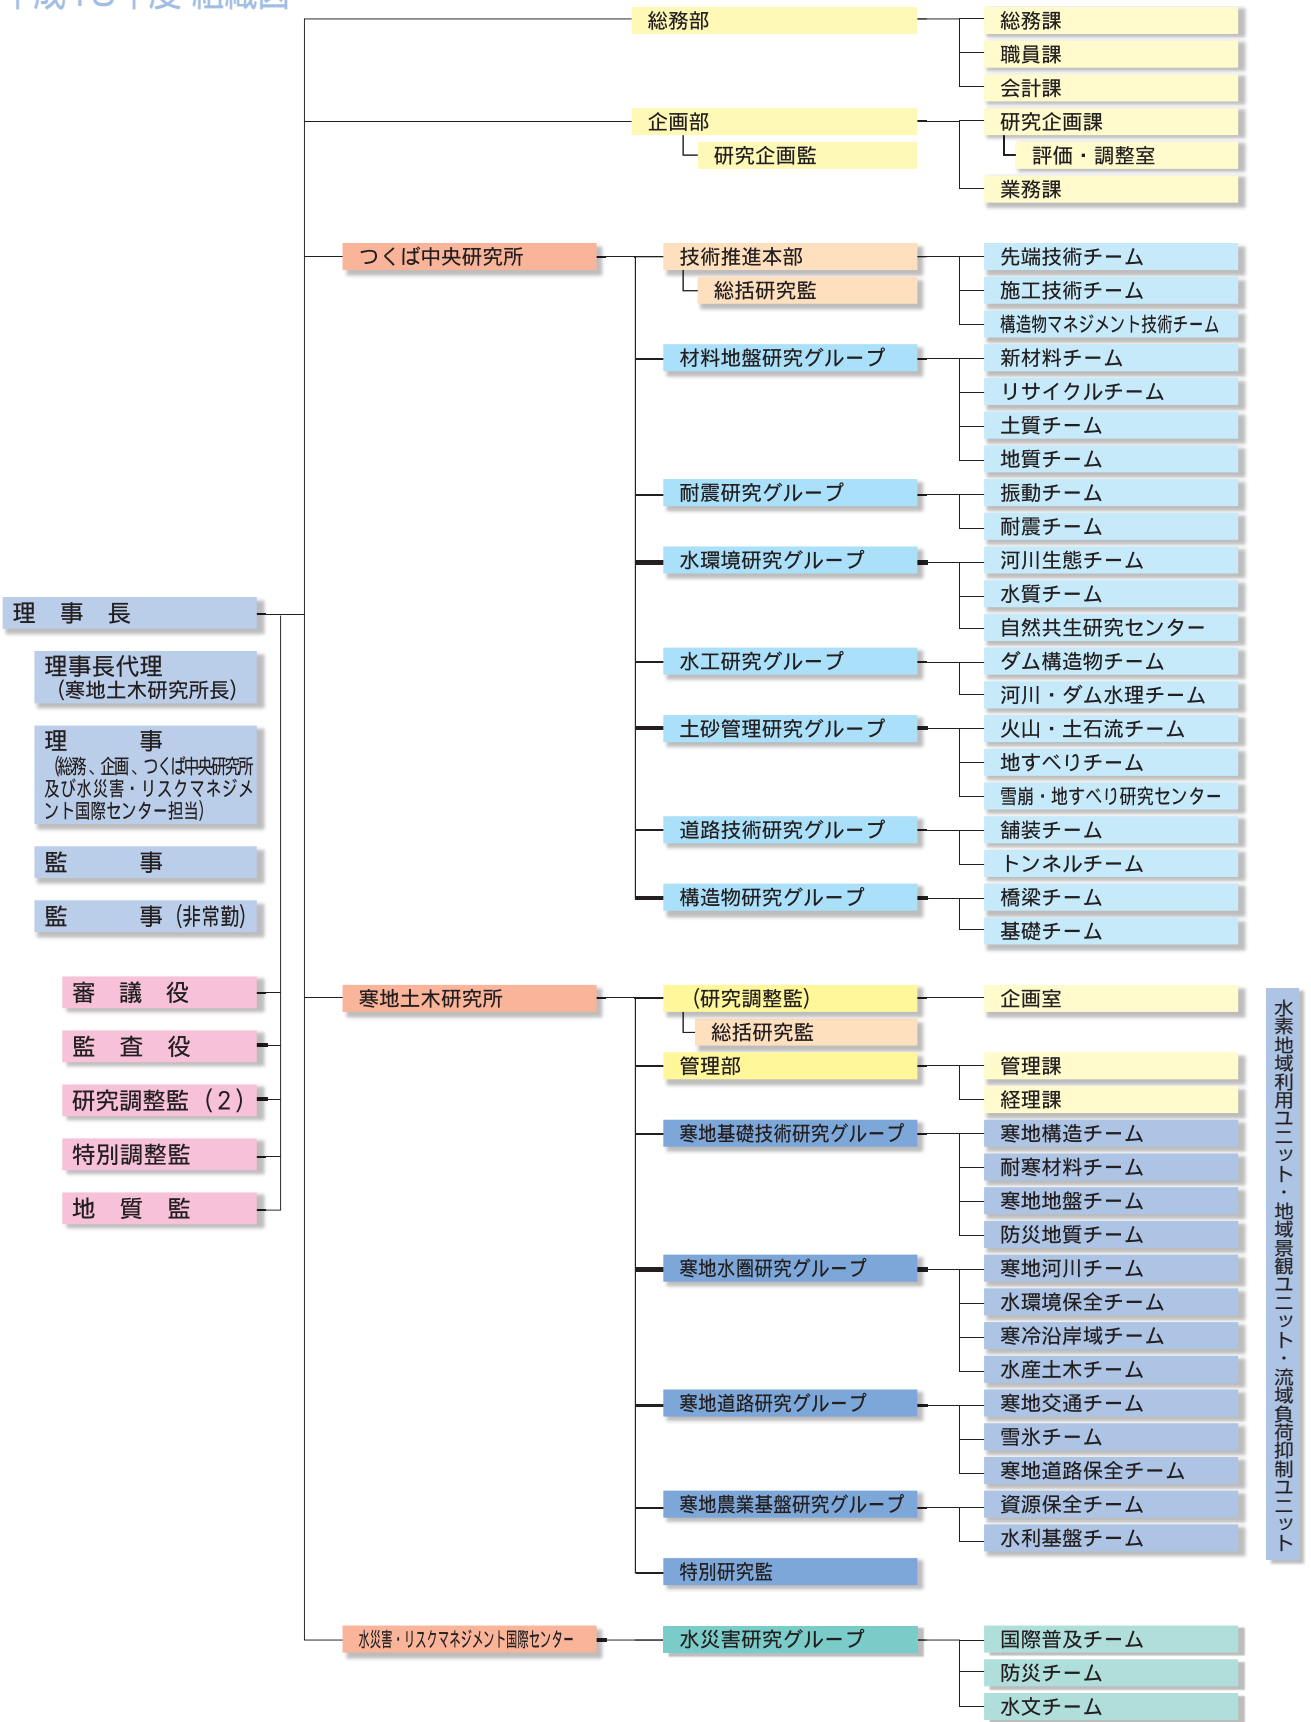 平成18年度 組織図
総務部
総務課
職員課
会計課
企画部
研究企画監
研究企画課
評価・調整室
業務課
つくば中央研究所
技術推進本部
総括研究監
先端技術チーム
施工技術チーム
構造物マネジメント技術チーム
材料地盤研究グループ
新材料チーム
リサイクルチーム
土質チーム
地質チーム
耐震研究グループ
振動チーム
耐震チーム
水環境研究グループ
河川生態チーム
水質チーム
自然共生研究センター
水工研究グループ
ダム構造物チーム
河川・ダム水理チーム
土砂管理研究グループ
火山・土石流チーム
地すべりチーム
雪崩・地すべり研究センター
道路技術研究グループ
舗装チーム
トンネルチーム
構造物研究グループ
橋梁チーム
基礎チーム
理 事 長
理事長代理
(寒地土木研究所長)
理 事
(総務、企画、つくば中央研究所
及び水災害・リスクマネジメ
ント国際センター担当)
監 事
監 事(非常勤)
審 議 役
監 査 役
研究調整監(2)
特別調整監
地 質 監
寒地土木研究所
(研究調整監)
総括研究監
企画室
管理部
管理課
経理課
寒地基礎技術研究グループ
寒地構造チーム
耐寒材料チーム
寒地地盤チーム
防災地質チーム
寒地水圏研究グループ
寒地河川チーム
水環境保全チーム
寒冷沿岸域チーム
水産土木チーム
寒地道路研究グループ
寒地交通チーム
雪氷チーム
寒地道路保全チーム
寒地農業基盤研究グループ
資源保全チーム
水利基盤チーム
特別研究監
水素地域利用ユニット・地域景観ユニット・流域負荷抑制ユニット
水災害・リスクマネジメント国際センター
水災害研究グループ
国際普及チーム
防災チーム
水文チーム